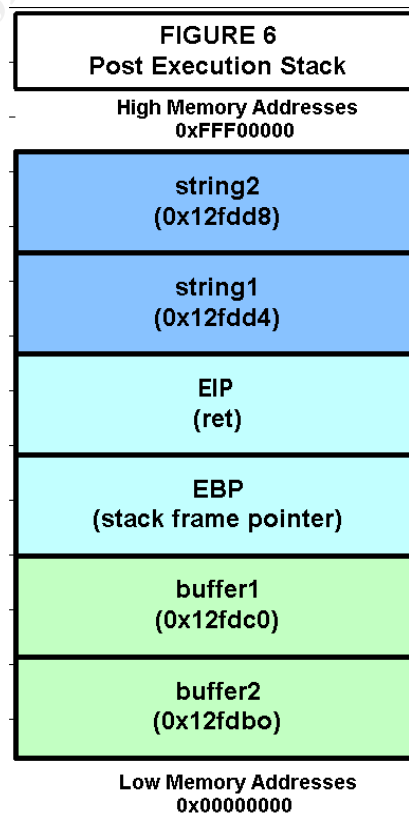 FIGURE 6
Post Execution Stack
High Memory Addresses
0xFFF00000
string2
(0x12fdd8)
string1
(0x12fdd4)
EIP
(ret)
EBP
(stack frame pointer)
buffer1
(0x12fdc0)
buffer2
(0x12fdbo)
Low Memory Addresses
0x00000000